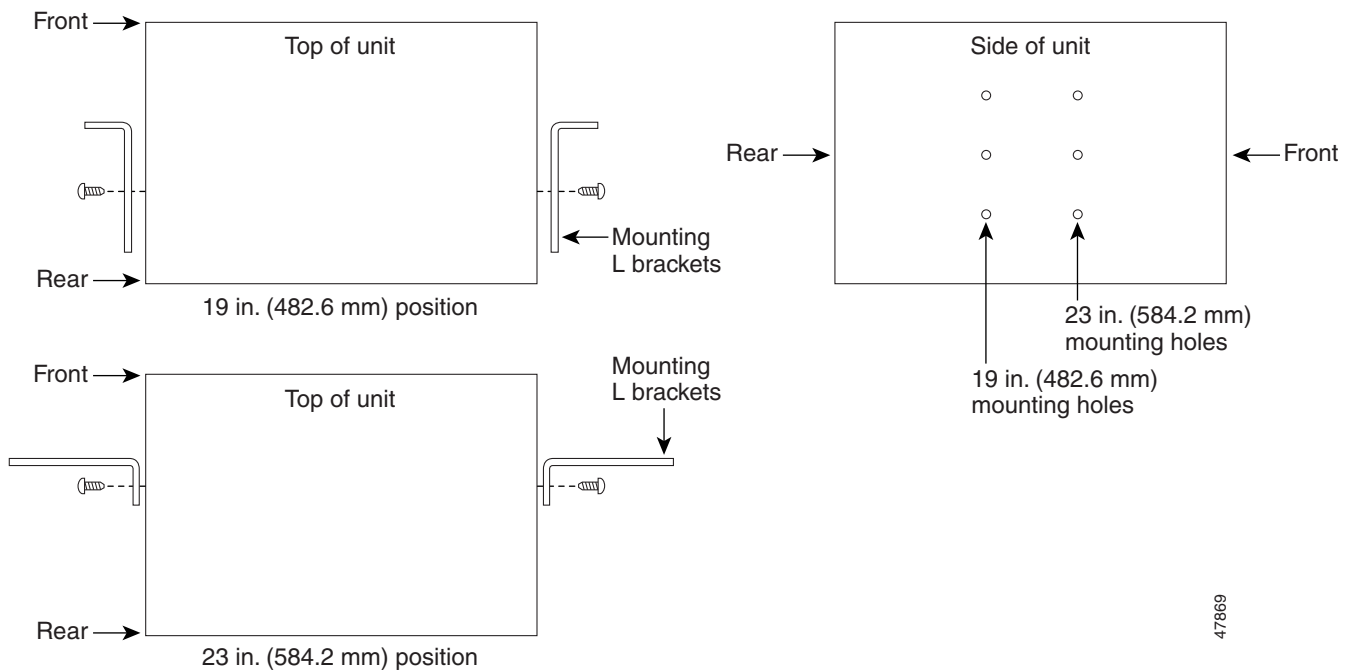 Front
Top of unit
Mounting
L brackets
Rear
19 in. (482.6 mm) position
Side of unit
Rear
Front
23 in. (584.2 mm)
mounting holes
19 in. (482.6 mm)
mounting holes
Front
Top of unit
Mounting
L brackets
Rear
23 in. (584.2 mm) position
47869